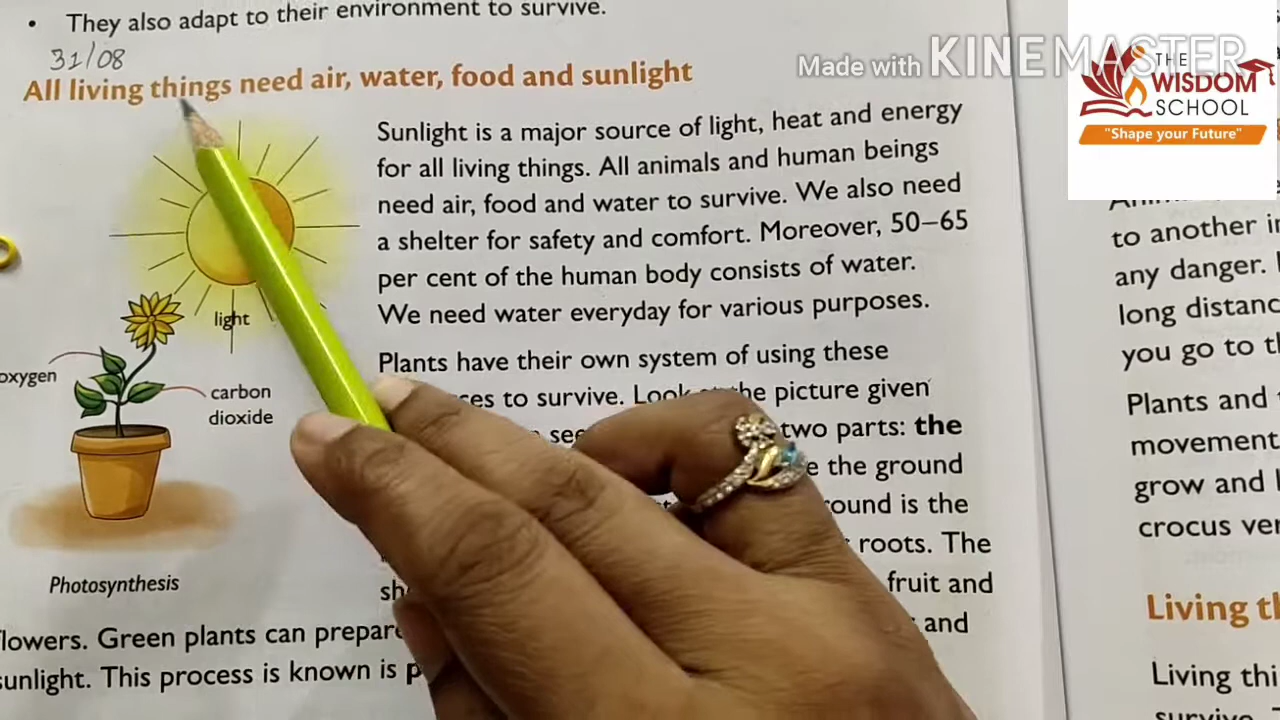 • They also adapt to their environment to survive.
31/08
All living things need air, water, food and sunlight
Sunlight is a major source of light, heat and energy
for all living things. All animals and human beings
need air, food and water to survive. We also need
a shelter for safety and comfort. Moreover, 50–65
per cent of the human body consists of water.
We need water everyday for various purposes.
Plants have their own system of using these
to survive. Look the picture given
two parts: the
the ground
is the
roots. The
fruit and
and
light
oxygen
carbon
dioxide
Photosynthesis
flowers. Green plants can prepare
sunlight. This process is known is
Made with KINEMASTER
THE
WISDOM
SCHOOL
"Shape your Future"
to another
any danger.
long
you go to
Plants and
movement
grow and
crocus
Living
Living